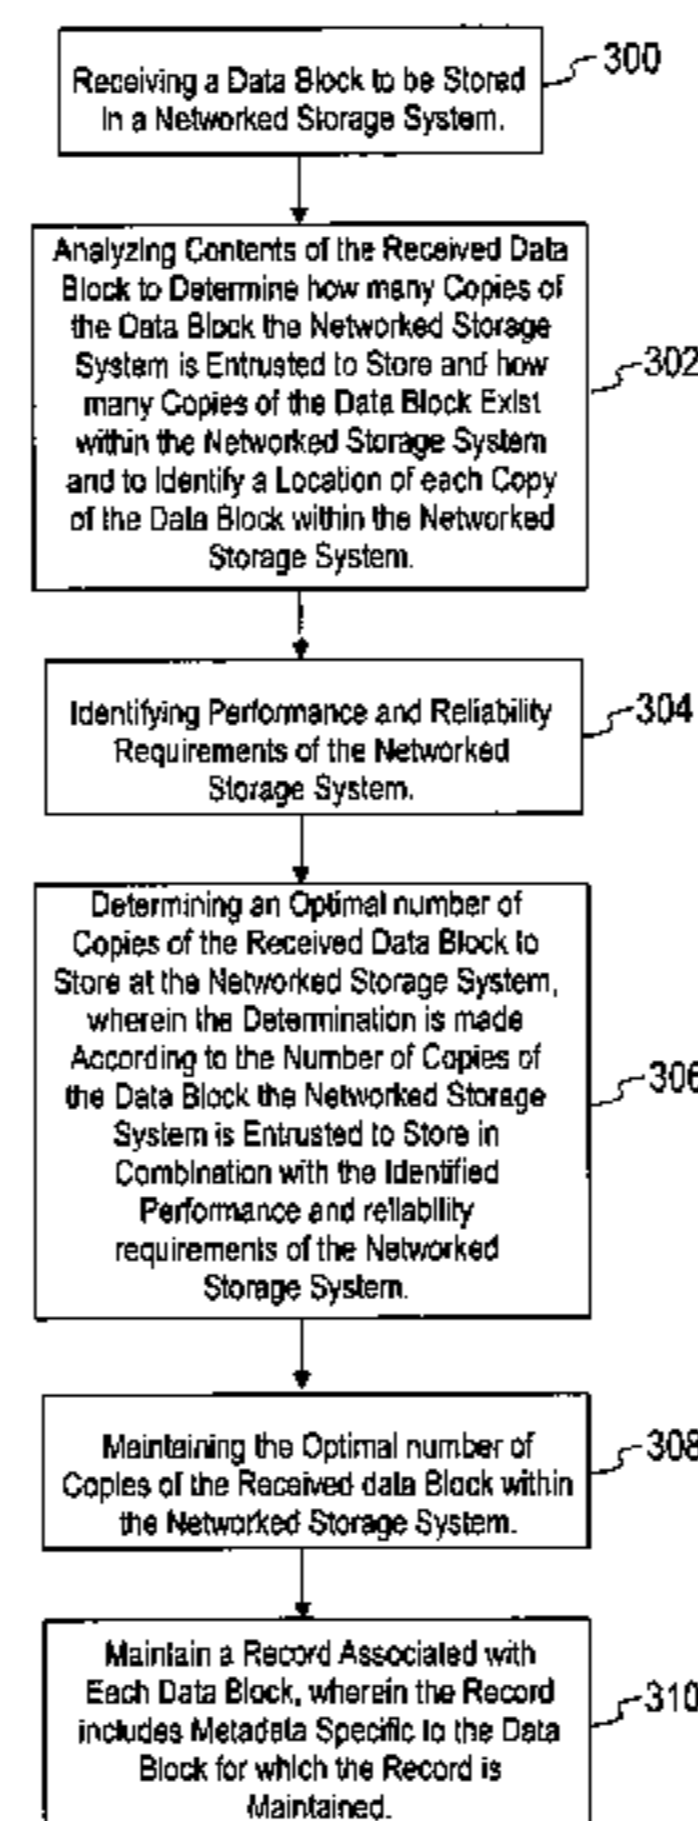 Receiving a Data Block to be Stored
In a Networked Storage System.
300
Analyzing Contents of the Received Data
Block to Determine how many Copies of
the Data Block the Networked Storage
System is Entrusted to Store and how
many Copies of the Data Block Exist
within the Networked Storage System
and to Identify a Location of each Copy
of the Data Block within the Networked
Storage System.
302
Identifying Performance and Reliability
Requirements of the Networked
Storage System.
304
Determining an Optimal number of
Copies of the Received Data Block to
Store at the Networked Storage System,
wherein the Determination is made
According to the Number of Copies of
the Data Block the Networked Storage
System is Entrusted to Store in
Combination with the Identified
Performance and reliability
requirements of the Networked
Storage System.
306
Maintaining the Optimal number of
Copies of the Received data Block within
the Networked Storage System.
308
Maintain a Record Associated with
Each Data Block, wherein the Record
includes Metadata Specific to the Data
Block for which the Record is
Maintained.
310